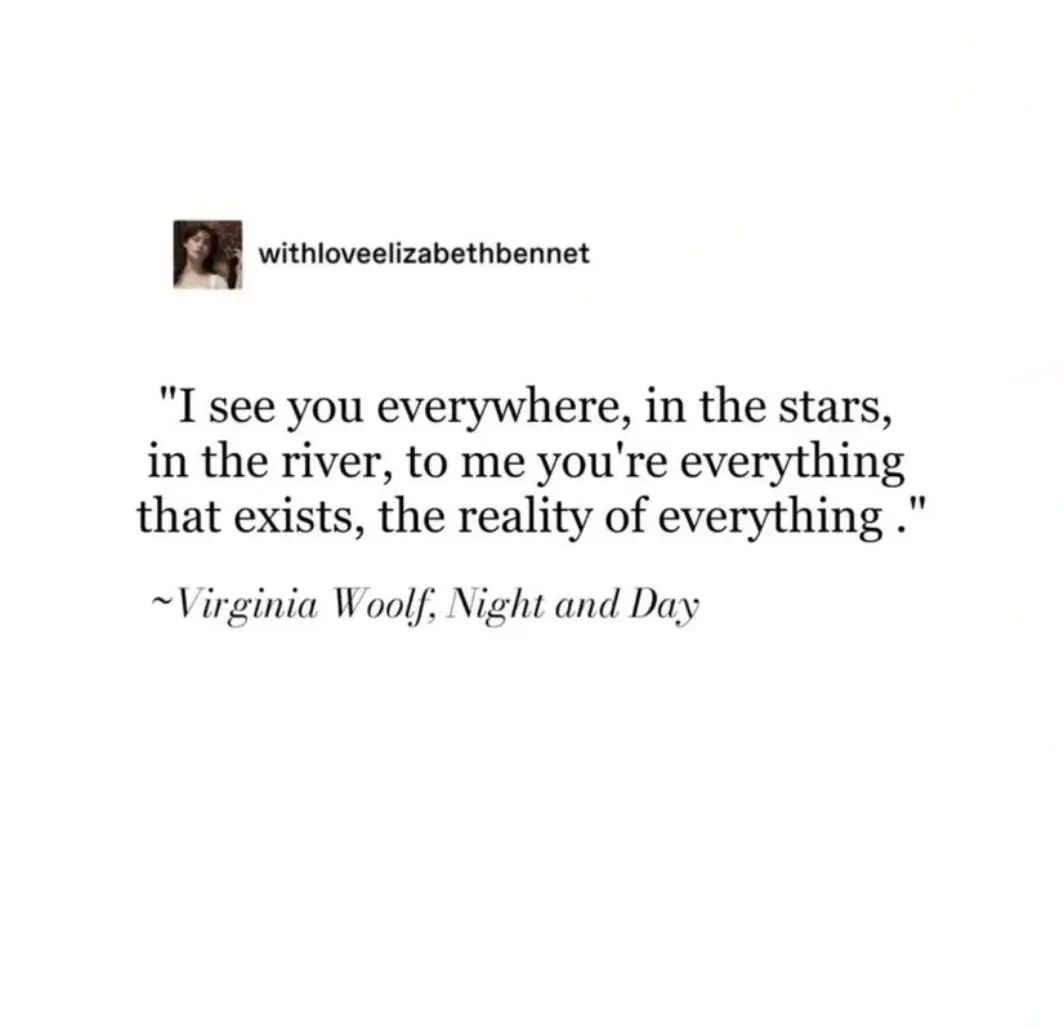 withloveelizabethbennet
"I see you everywhere, in the stars,
in the river, to me you're everything
that exists, the reality of everything ."
~Virginia Woolf, Night and Day